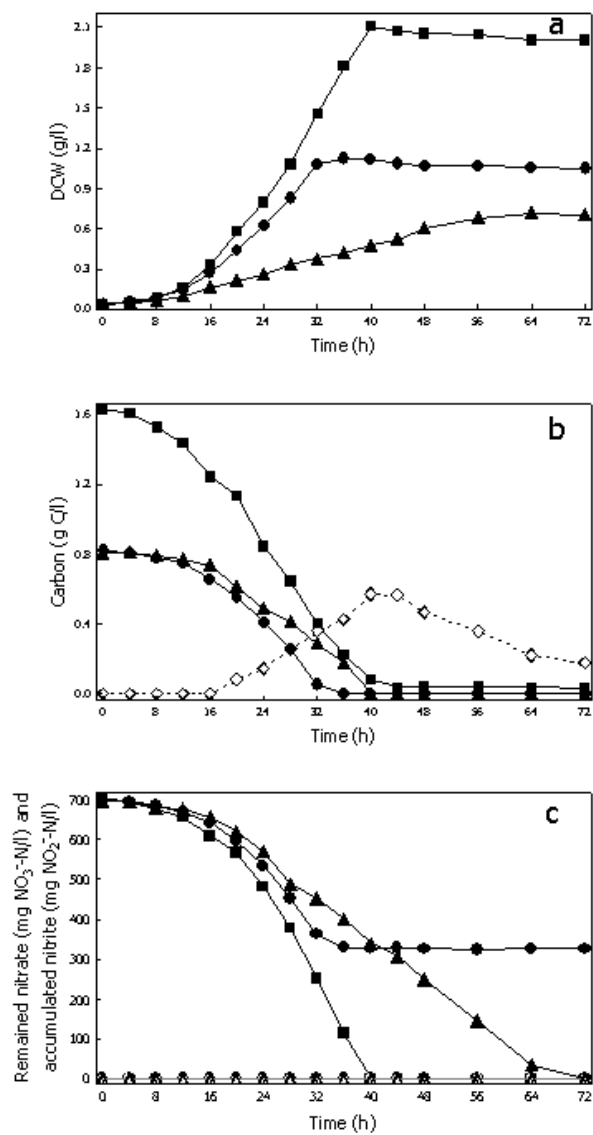 a
2.1
1.8
1.5
1.2
0.9
0.6
0.3
0.0
DCW (g/l)
0 8 16 24 32 40 48 56 64 72
Time (h)
b
1.6
1.2
0.8
0.4
0.0
Carbon (g C/l)
0 8 16 24 32 40 48 56 64 72
Time (h)
c
700
600
500
400
300
200
100
0
Remained nitrate (mg NO₃⁻-N/l) and
accumulated nitrite (mg NO₂⁻-N/l)
0 8 16 24 32 40 48 56 64 72
Time (h)